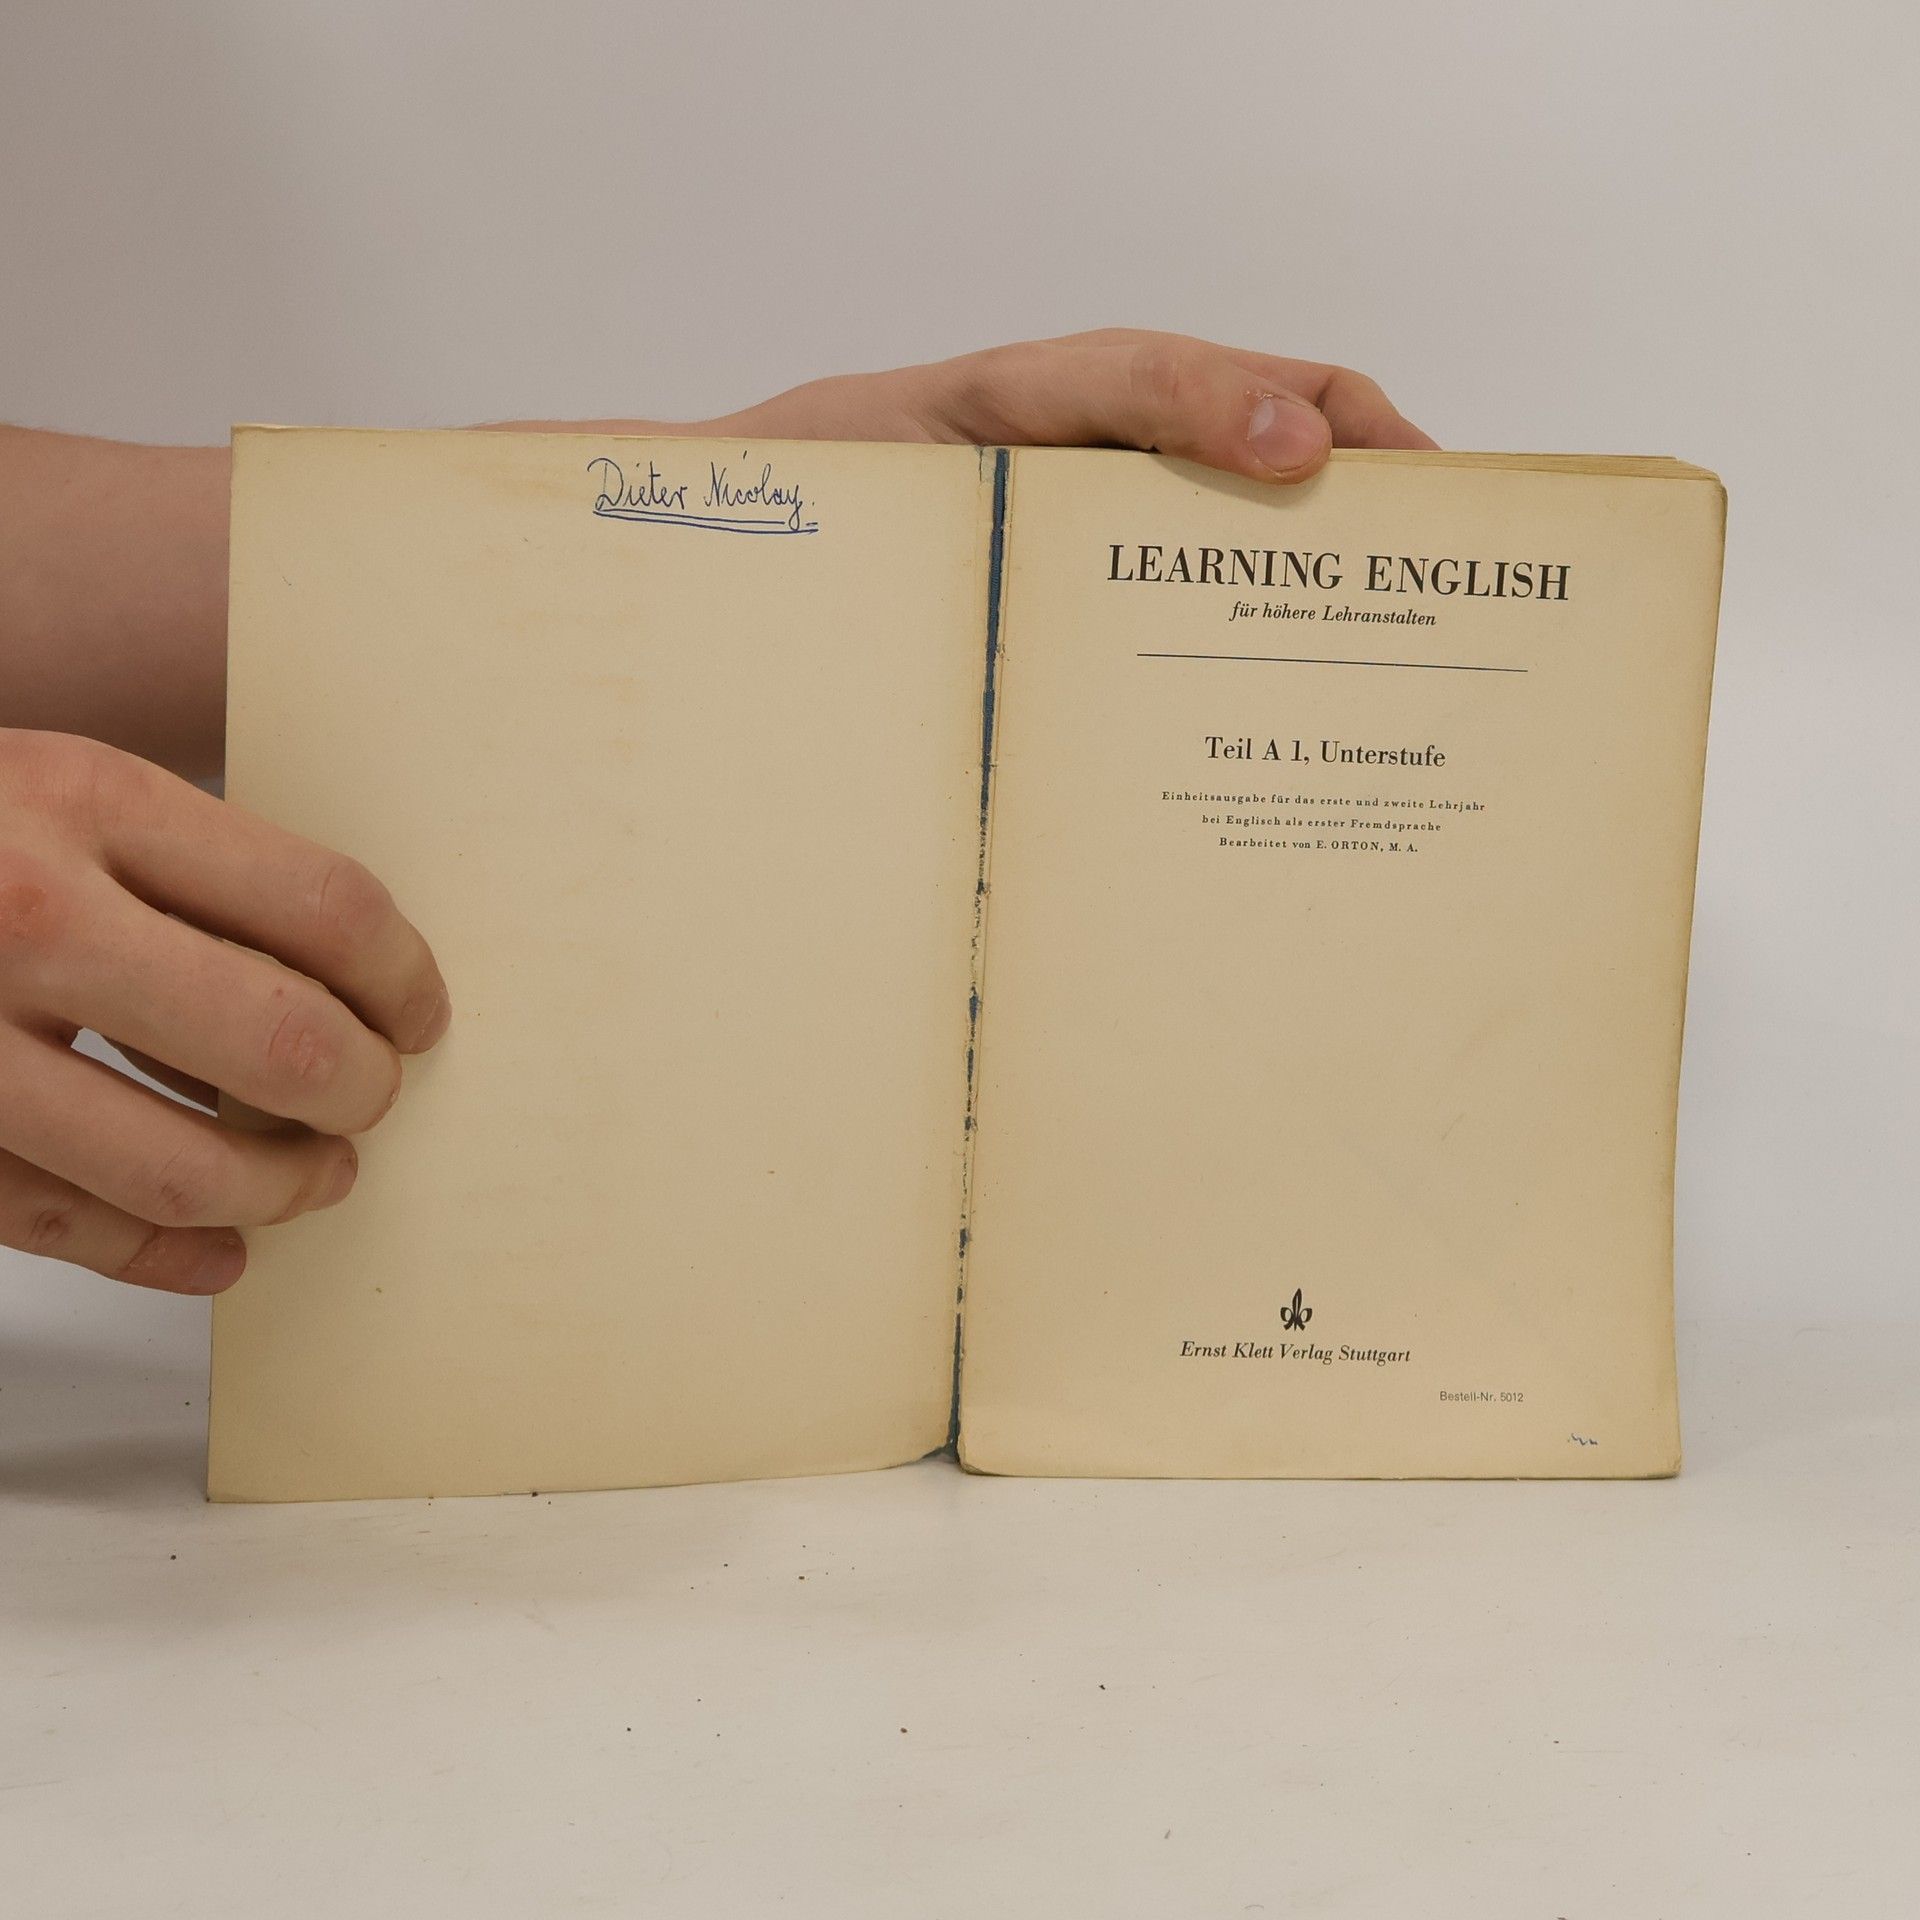 Dieter Nicolay.
LEARNING ENGLISH
für höhere Lehranstalten
Teil A 1, Unterstufe
Einheitsausgabe für das erste und zweite Lehrjahr
bei Englisch als erster Fremdsprache
Bearbeitet von E. ORTON, M. A.
Ernst Klett Verlag Stuttgart
Bestell-Nr. 5012